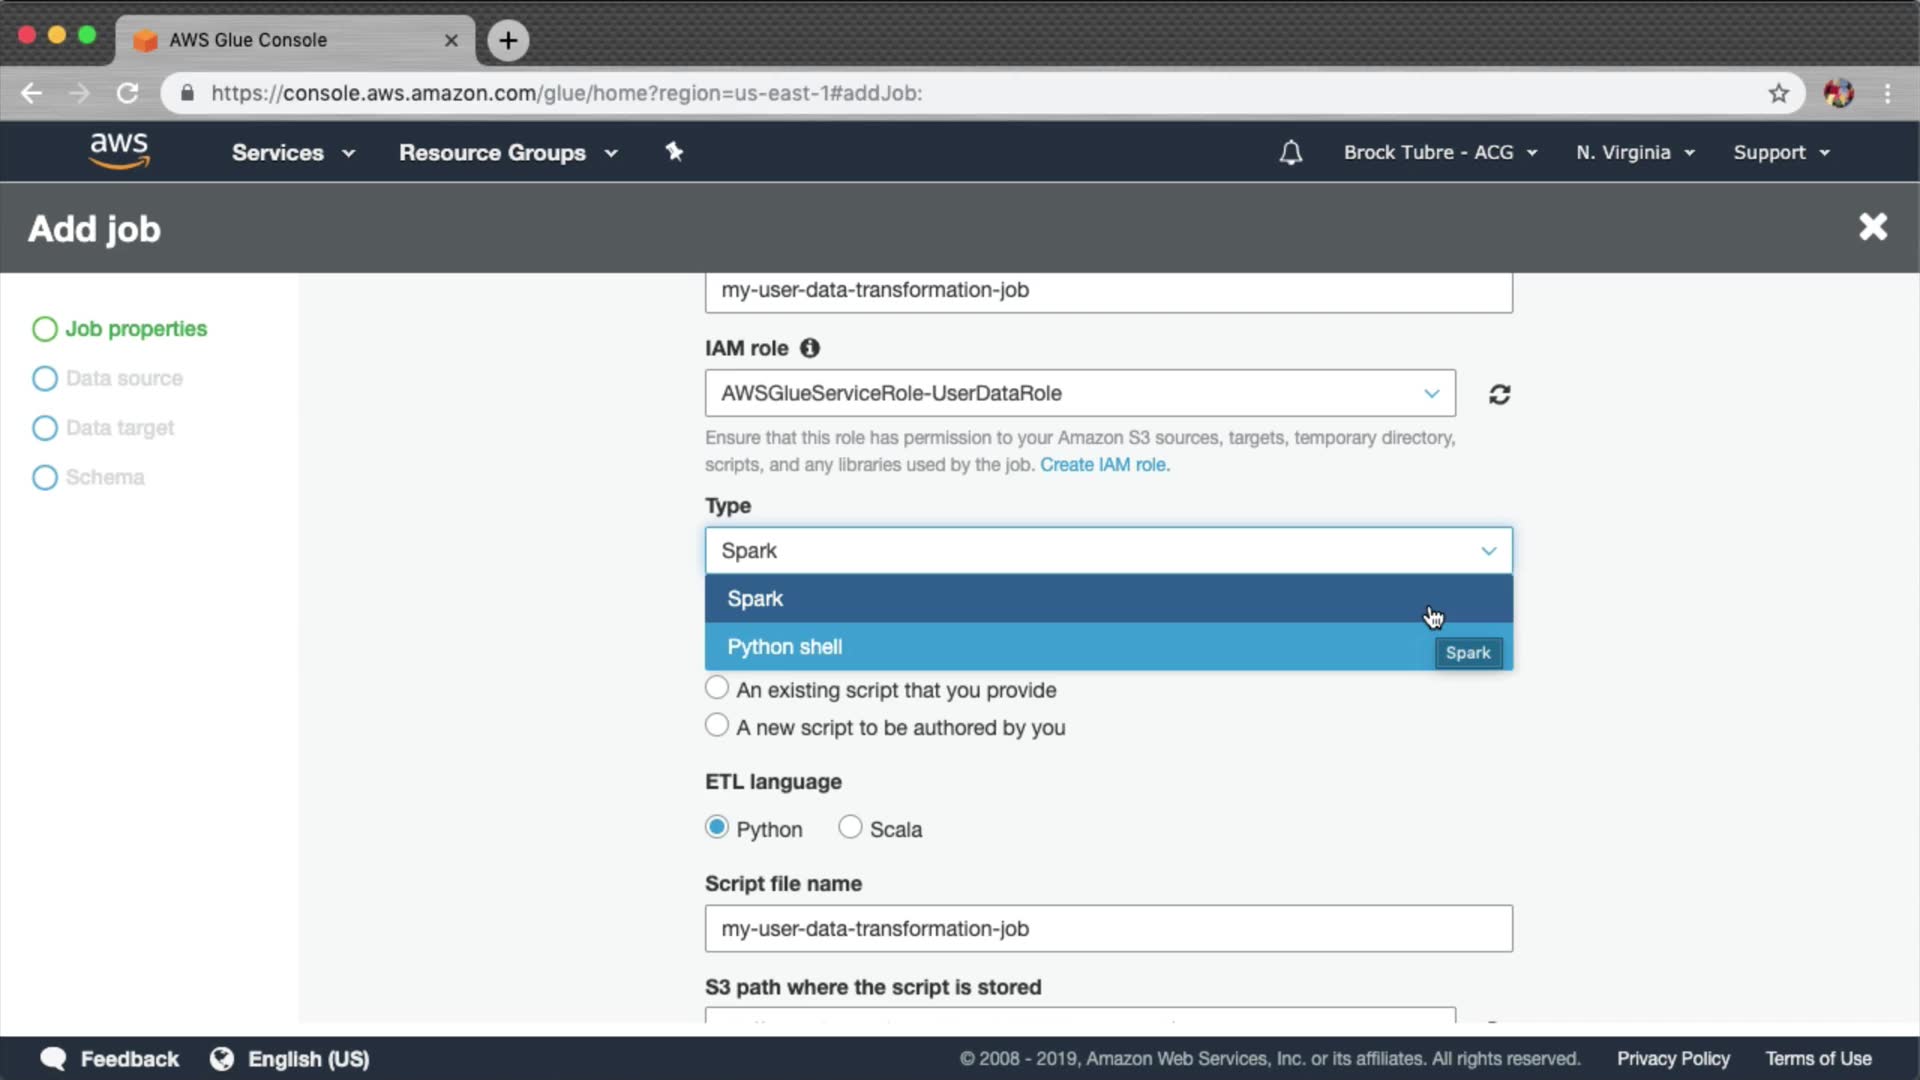 AWS Glue Console
https://console.aws.amazon.com/glue/home?region=us-east-1#addJob:
aws
Services
Resource Groups
Brock Tubre - ACG
N. Virginia
Support
Add job
Job properties
Data source
Data target
Schema
my-user-data-transformation-job
IAM role
AWSGlueServiceRole-UserDataRole
Ensure that this role has permission to your Amazon S3 sources, targets, temporary directory,
scripts, and any libraries used by the job. Create IAM role.
Type
Spark
Spark
Python shell
Spark
An existing script that you provide
A new script to be authored by you
ETL language
Python
Scala
Script file name
my-user-data-transformation-job
S3 path where the script is stored
Feedback
English (US)
© 2008 - 2019, Amazon Web Services, Inc. or its affiliates. All rights reserved.
Privacy Policy
Terms of Use